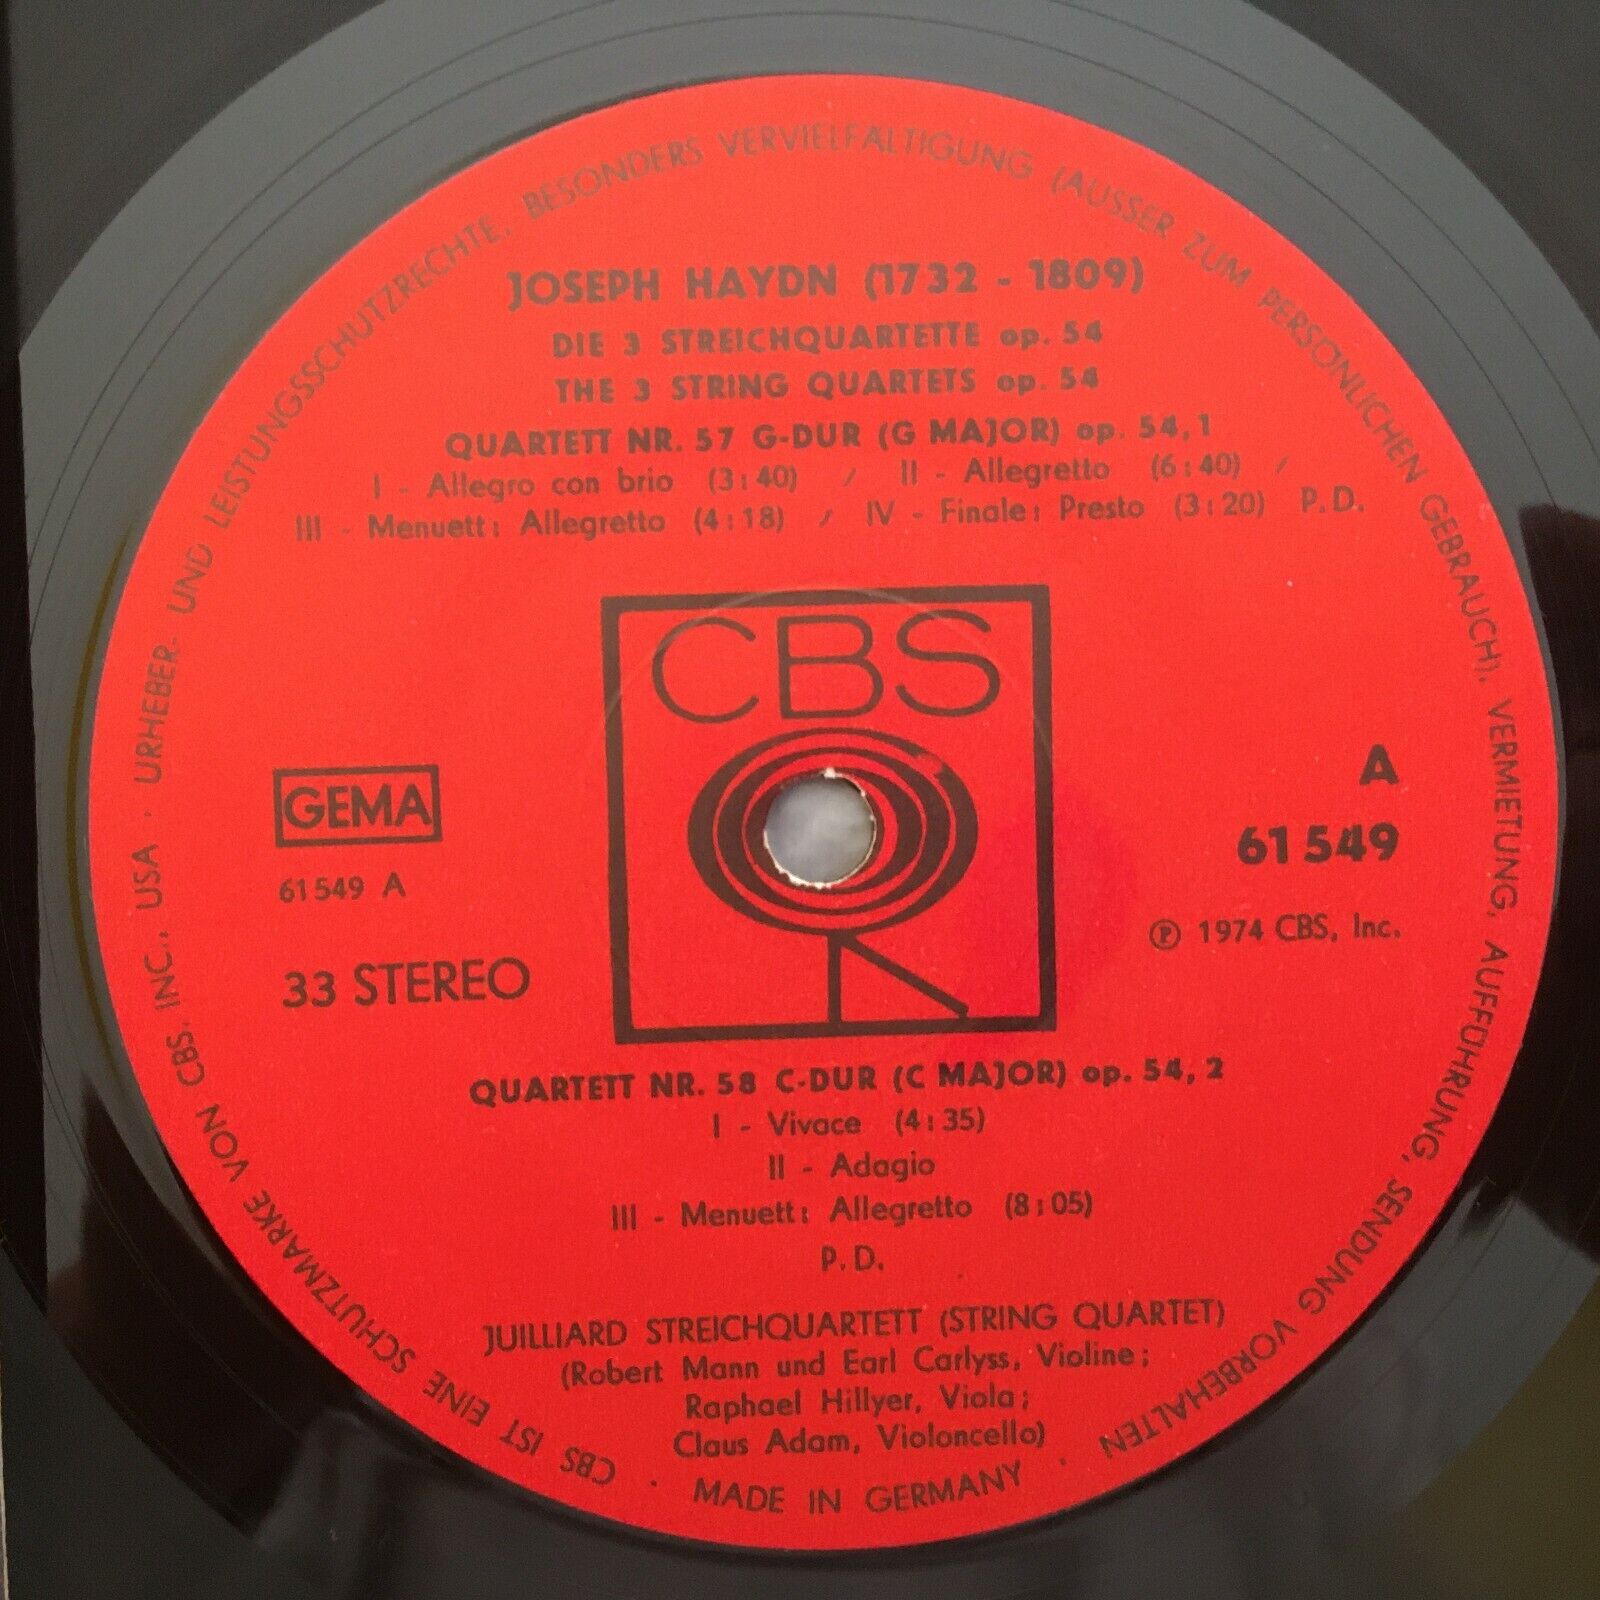 JOSEPH HAYDN (1732 - 1809)
DIE 3 STREICHQUARTETTE op. 54
THE 3 STRING QUARTETS op. 54
QUARTETT NR. 57 G-DUR (G MAJOR) op. 54,1
I - Allegro con brio (3:40) / II - Allegretto (6:40) /
III - Menuett: Allegretto (4:18) / IV - Finale: Presto (3:20) P.D.
CBS
GEMA
61 549 A
33 STEREO
A
61 549
℗ 1974 CBS, Inc.
QUARTETT NR. 58 C-DUR (C MAJOR) op. 54, 2
I - Vivace (4:35)
II - Adagio
III - Menuett: Allegretto (8:05)
P.D.
JUILLIARD STREICHQUARTETT (STRING QUARTET)
(Robert Mann und Earl Carlyss, Violine;
Raphael Hillyer, Viola;
Claus Adam, Violoncello)
CBS IST EINE SCHUTZMARKE VON CBS, INC., USA · URHEBER- UND LEISTUNGSSCHUTZRECHTE, BESONDERS VERVIELFÄLTIGUNG (AUSSER ZUM PERSONLICHEN GEBRAUCH), VERMIETUNG, AUFFÜHRUNG, SENDUNG VORBEHALTEN · MADE IN GERMANY ·